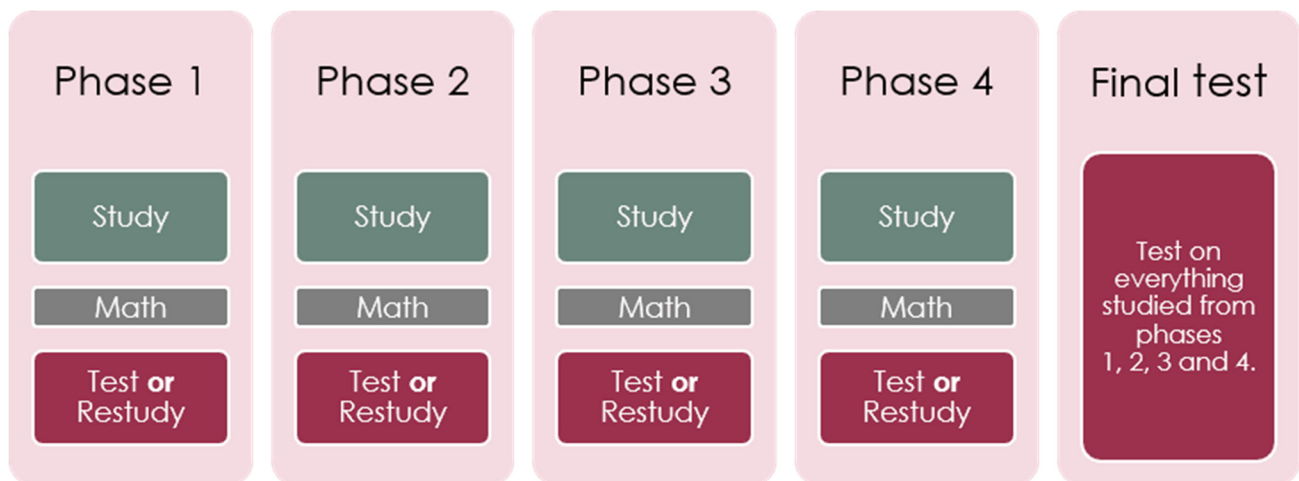 Phase 1
Study
Math
Test or
Restudy
Phase 2
Study
Math
Test or
Restudy
Phase 3
Study
Math
Test or
Restudy
Phase 4
Study
Math
Test or
Restudy
Final test
Test on
everything
studied from
phases
1, 2, 3 and 4.